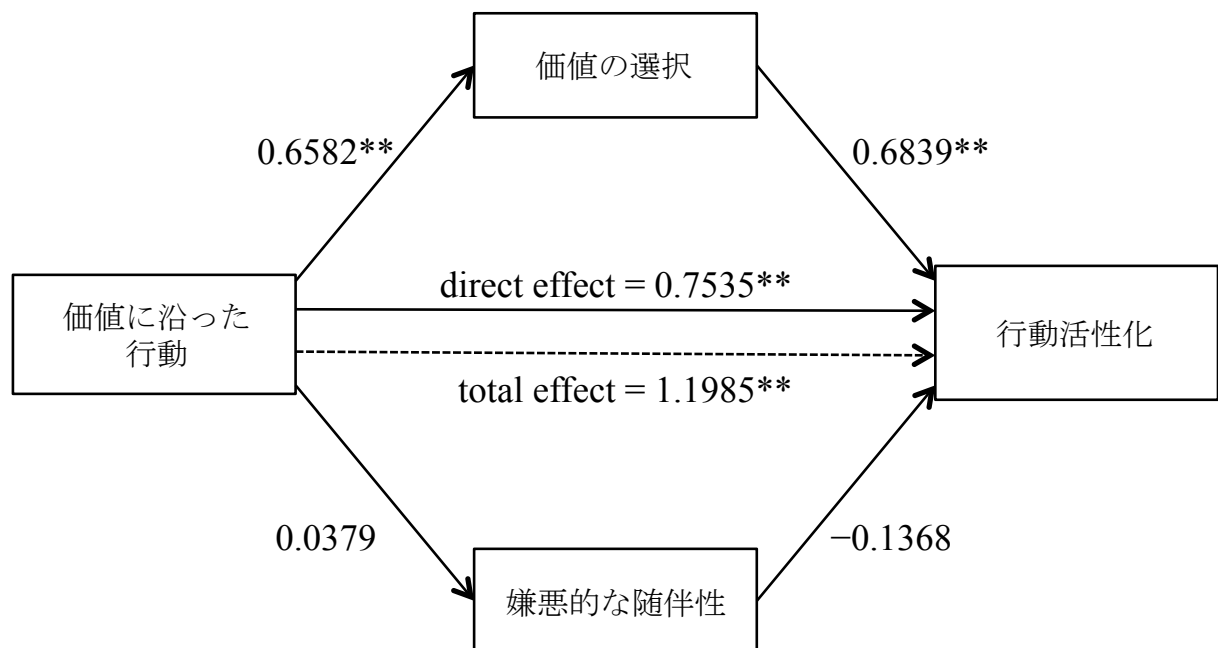 価値の選択
0.6582**
0.6839**
価値に沿った
行動
direct effect = 0.7535**
total effect = 1.1985**
行動活性化
0.0379
−0.1368
嫌悪的な随伴性